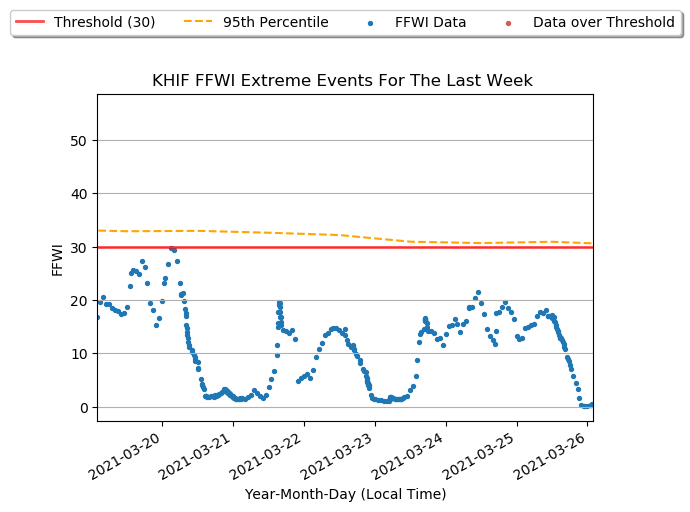 Threshold (30) 95th Percentile FFWI Data Data over Threshold
KHIF FFWI Extreme Events For The Last Week
FFWI
50
40
30
20
10
0
2021-03-20 2021-03-21 2021-03-22 2021-03-23 2021-03-24 2021-03-25 2021-03-26
Year-Month-Day (Local Time)